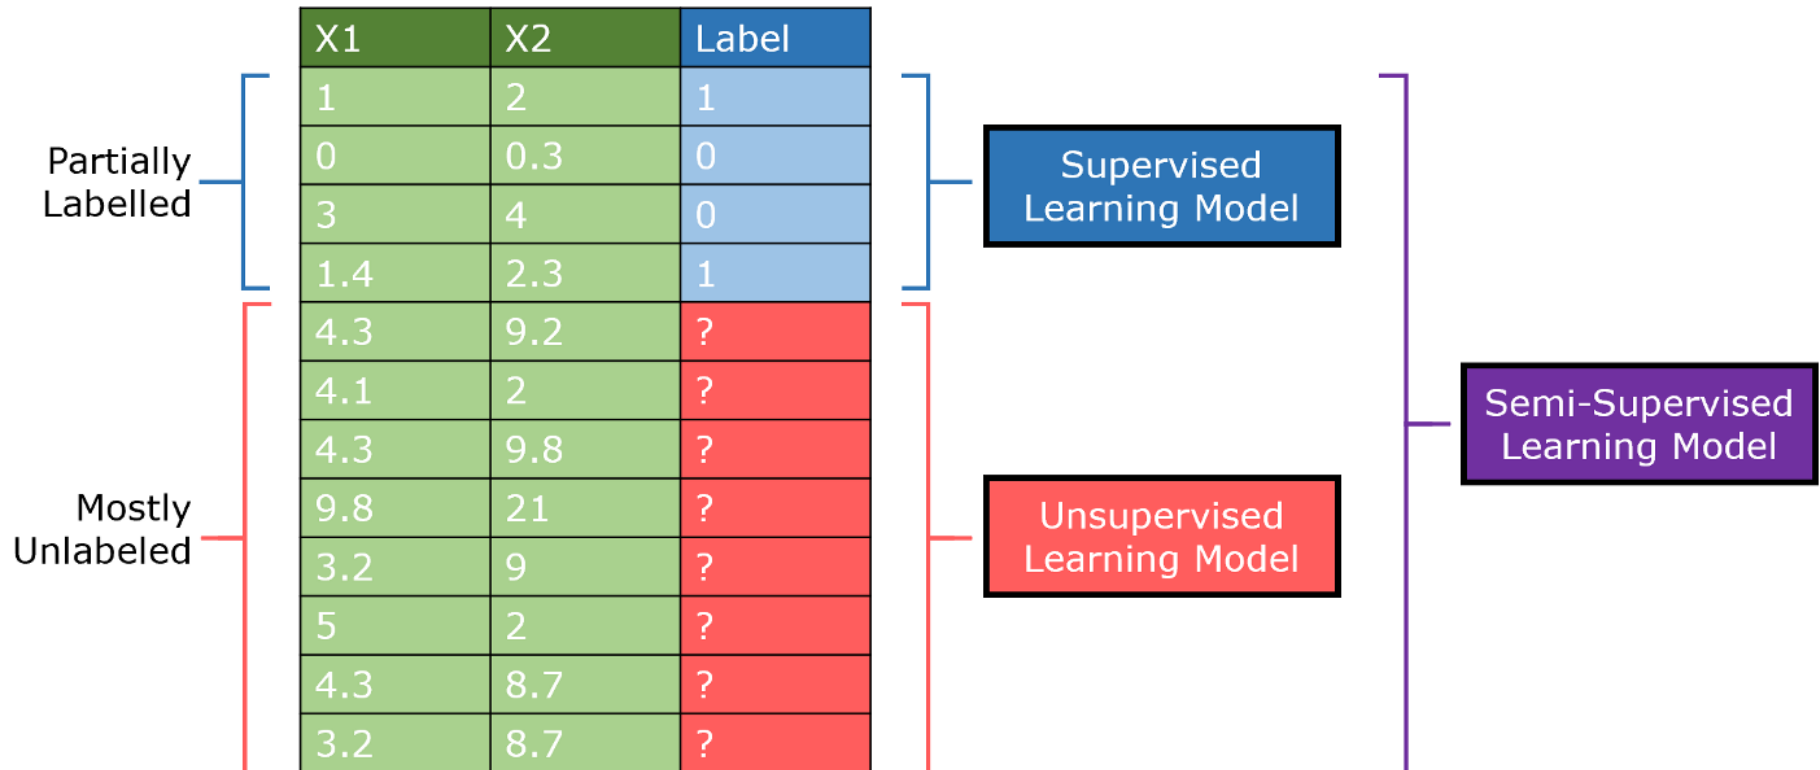 X1 X2 Label
1 2 1
0 0.3 0
3 4 0
1.4 2.3 1
4.3 9.2 ?
4.1 2 ?
4.3 9.8 ?
9.8 21 ?
3.2 9 ?
5 2 ?
4.3 8.7 ?
3.2 8.7 ?
Partially
Labelled
Mostly
Unlabeled
Supervised
Learning Model
Unsupervised
Learning Model
Semi-Supervised
Learning Model